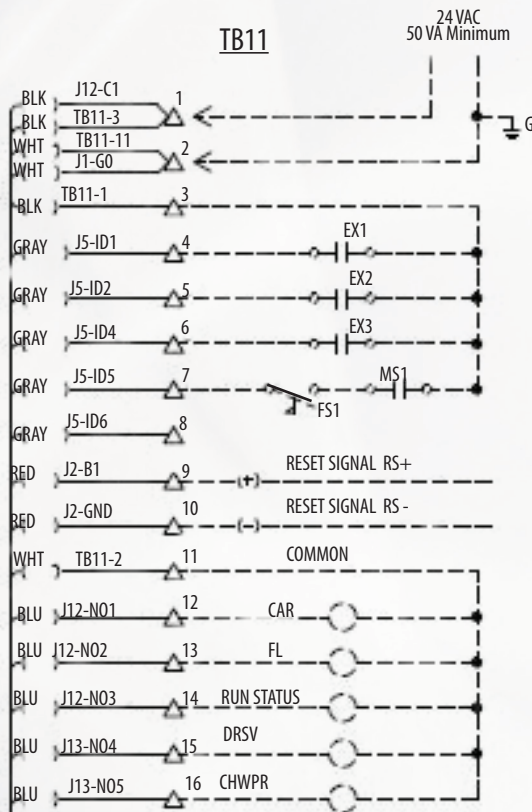 TB11
24 VAC
50 VA Minimum
BLK J12-C1 1
BLK TB11-3
G
WHT TB11-11 2
WHT J1-G0
BLK TB11-1 3
GRAY J5-ID1 4 EX1
GRAY J5-ID2 5 EX2
GRAY J5-ID4 6 EX3
GRAY J5-ID5 7 FS1 MS1
GRAY J5-ID6 8
RED J2-B1 9 (+) RESET SIGNAL RS+
RED J2-GND 10 (-) RESET SIGNAL RS -
WHT TB11-2 11 COMMON
BLU J12-NO1 12 CAR
BLU J12-NO2 13 FL
BLU J12-NO3 14 RUN STATUS
BLU J13-NO4 15 DRSV
BLU J13-NO5 16 CHWPR